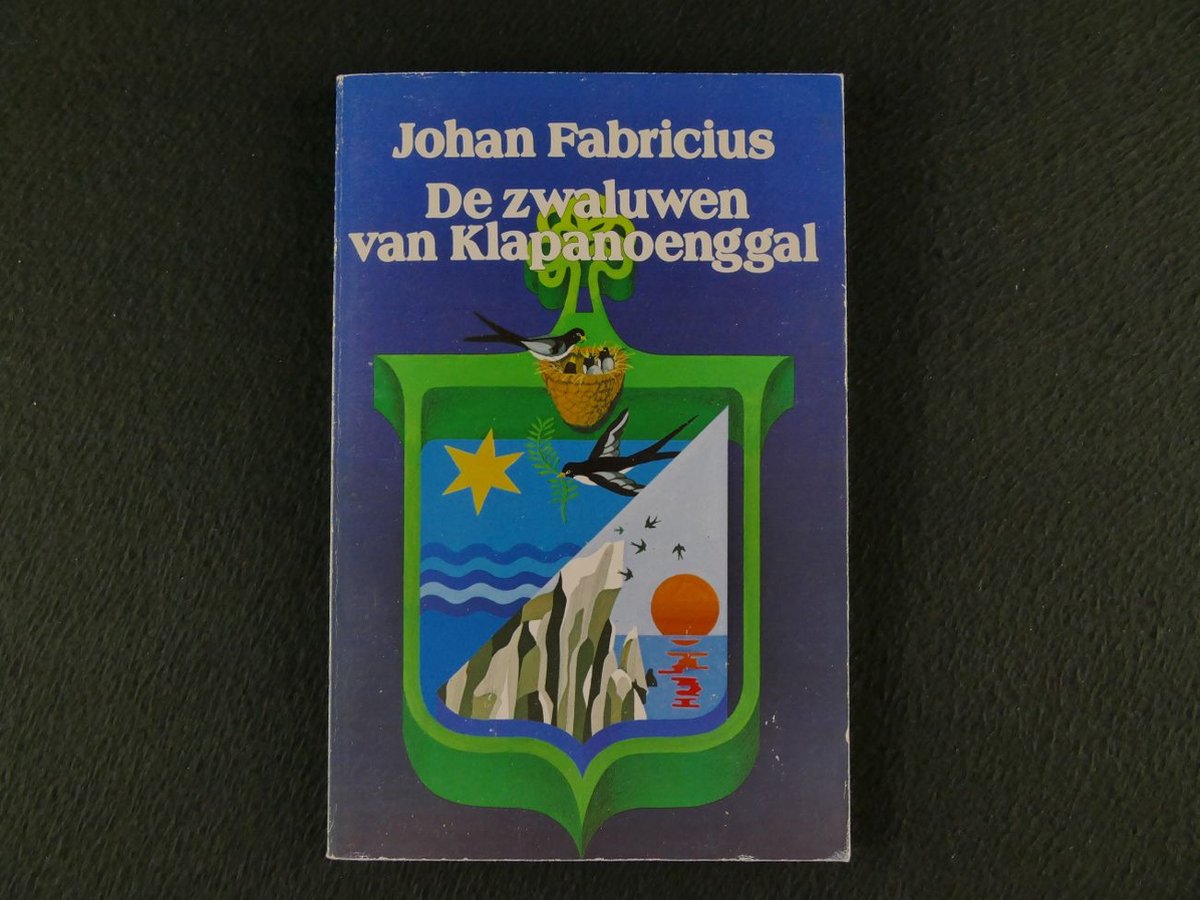 Johan Fabricius
De zwaluwen
van Klapanoenggal